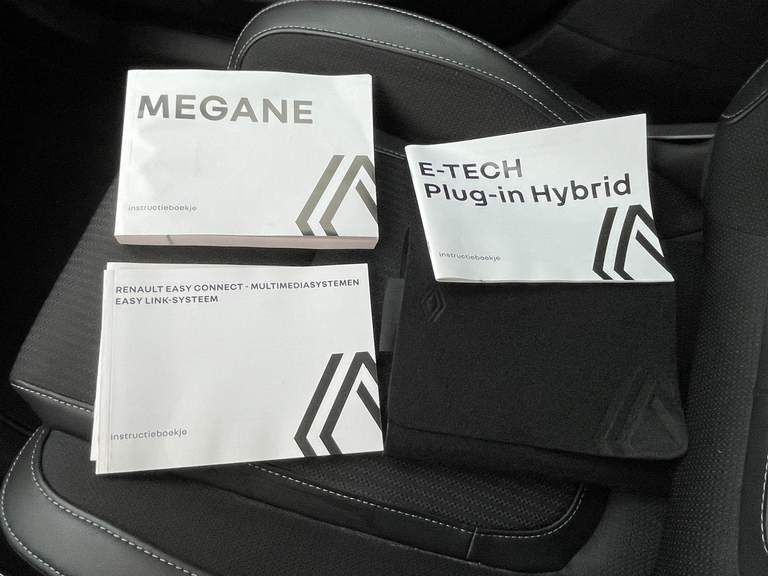 MEGANE
instructieboekje
E-TECH
Plug-in Hybrid
instructieboekje
RENAULT EASY CONNECT - MULTIMEDIASYSTEMEN
EASY LINK-SYSTEEM
instructieboekje